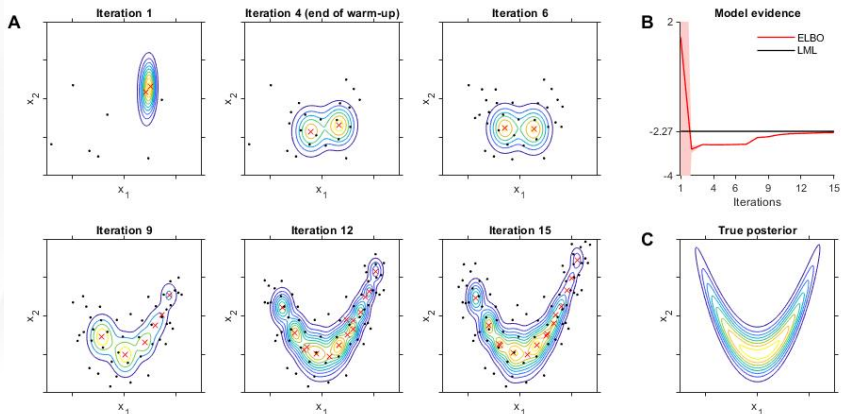 A
Iteration 1
Iteration 4 (end of warm-up)
Iteration 6
x2
x1
x2
x1
x2
x1
B
Model evidence
2
-2.27
-4
ELBO
LML
1 4 6 9 12 15
Iterations
Iteration 9
Iteration 12
Iteration 15
x2
x1
x2
x1
x2
x1
C
True posterior
x2
x1